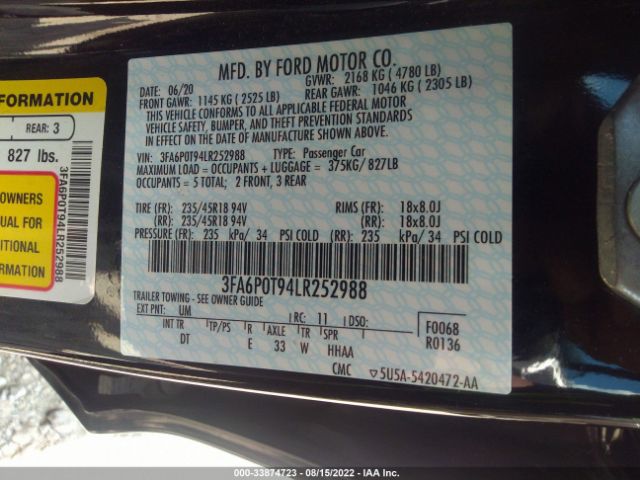 FORMATION
REAR: 3
827 lbs.
OWNERS
UAL FOR
DITIONAL
ORMATION
3FA6P0T94LR252988
MFD. BY FORD MOTOR CO.
DATE: 06/20 GVWR: 2168 KG ( 4780 LB)
FRONT GAWR: 1145 KG ( 2525 LB) REAR GAWR: 1046 KG ( 2305 LB)
THIS VEHICLE CONFORMS TO ALL APPLICABLE FEDERAL MOTOR
VEHICLE SAFETY, BUMPER, AND THEFT PREVENTION STANDARDS
IN EFFECT ON THE DATE OF MANUFACTURE SHOWN ABOVE.
VIN: 3FA6P0T94LR252988 TYPE: Passenger Car
MAXIMUM LOAD = OCCUPANTS + LUGGAGE = 375KG/ 827LB
OCCUPANTS = 5 TOTAL; 2 FRONT, 3 REAR
TIRE (FR): 235/45R18 94V RIMS (FR): 18x8.0J
(RR): 235/45R18 94V (RR): 18x8.0J
PRESSURE (FR): 235 kPa/ 34 PSI COLD (RR): 235 kPa/ 34 PSI COLD
3FA6P0T94LR252988
TRAILER TOWING - SEE OWNER GUIDE
EXT PNT: UM RC: 11 DSO: F0068
INT TR TP/PS R AXLE TR SPR R0136
DT E 33 W HHAA
CMC 5U5A-5420472-AA
33874723 - 08/15/2022 - IAA Inc.